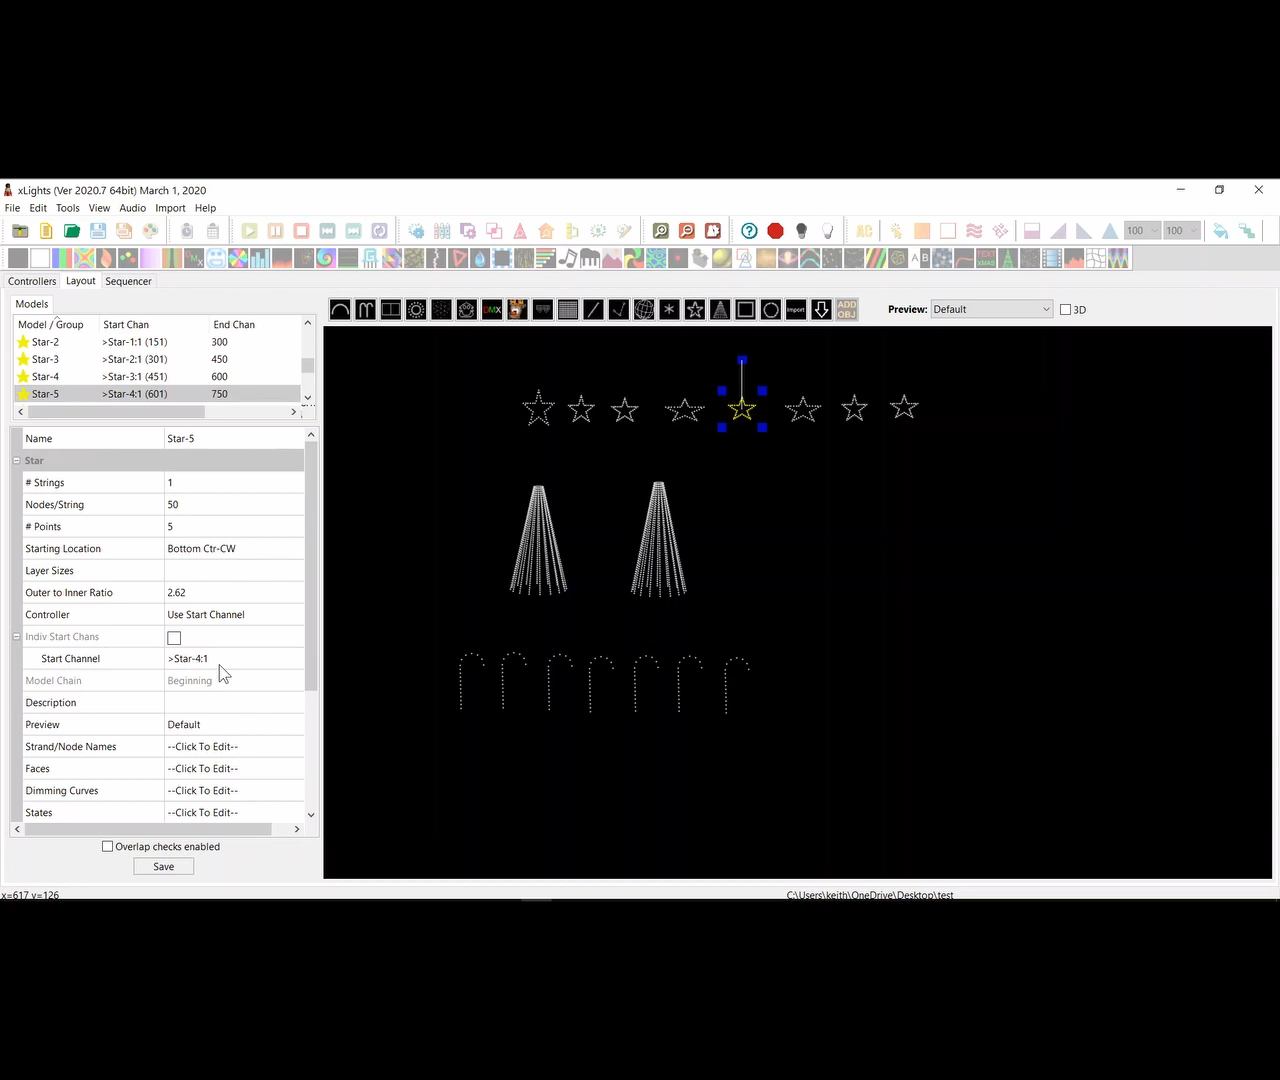 xLights (Ver 2020.7 64bit) March 1, 2020
File Edit Tools View Audio Import Help
100 100
Controllers Layout Sequencer
Models
Preview: Default 3D
Model / Group Start Chan End Chan
Star-2 >Star-1:1 (151) 300
Star-3 >Star-2:1 (301) 450
Star-4 >Star-3:1 (451) 600
Star-5 >Star-4:1 (601) 750
Name Star-5
Star
# Strings 1
Nodes/String 50
# Points 5
Starting Location Bottom Ctr-CW
Layer Sizes
Outer to Inner Ratio 2.62
Controller Use Start Channel
Indiv Start Chans
Start Channel >Star-4:1
Model Chain Beginning
Description
Preview Default
Strand/Node Names --Click To Edit--
Faces --Click To Edit--
Dimming Curves --Click To Edit--
States --Click To Edit--
Overlap checks enabled
Save
x=617 y=126 C:\Users\keith\OneDrive\Desktop\test